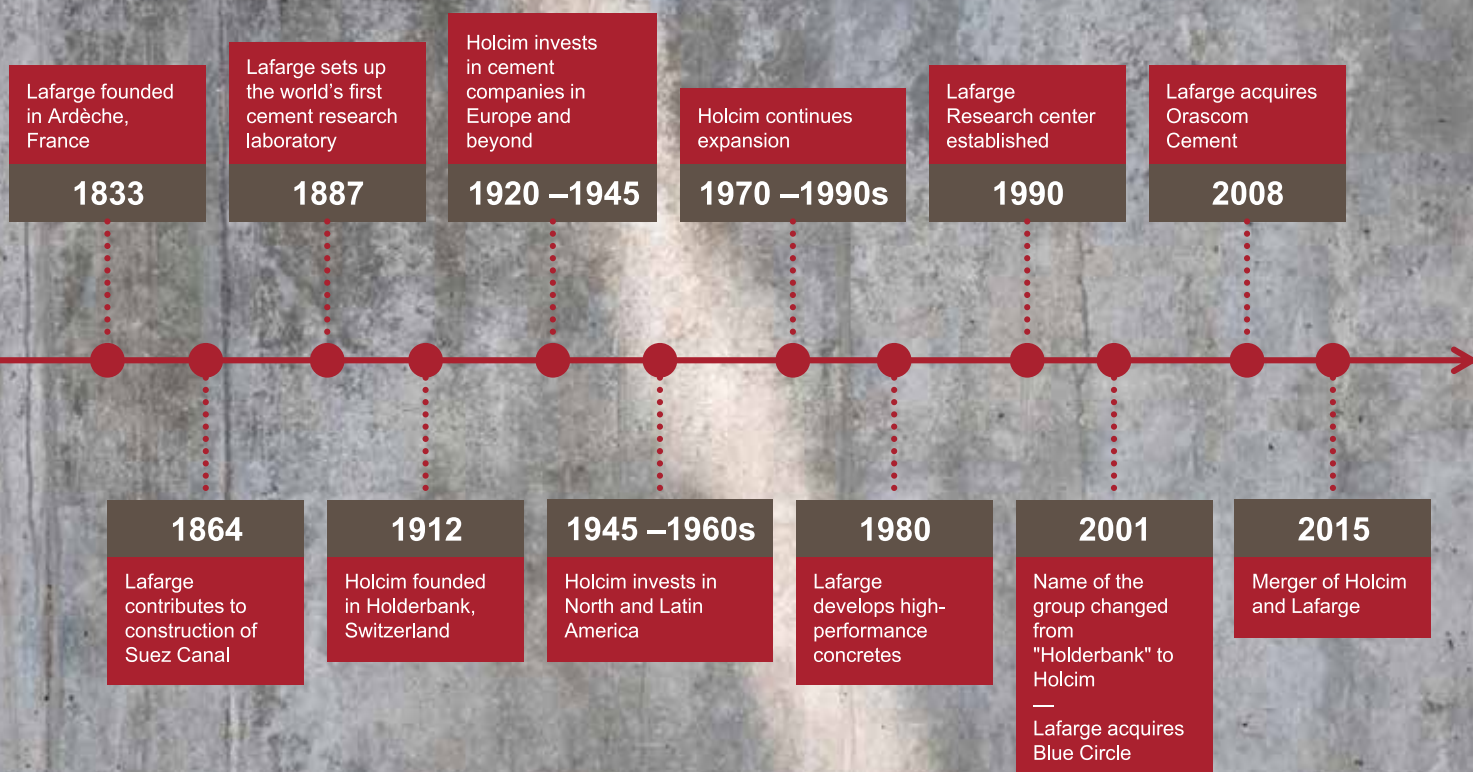 Lafarge founded
in Ardèche,
France
1833
Lafarge sets up
the world's first
cement research
laboratory
1887
Holcim invests
in cement
companies in
Europe and
beyond
1920 –1945
Holcim continues
expansion
1970 –1990s
Lafarge
Research center
established
1990
Lafarge acquires
Orascom
Cement
2008
1864
Lafarge
contributes to
construction of
Suez Canal
1912
Holcim founded
in Holderbank,
Switzerland
1945 –1960s
Holcim invests in
North and Latin
America
1980
Lafarge
develops high-
performance
concretes
2001
Name of the
group changed
from
"Holderbank" to
Holcim
—
Lafarge acquires
Blue Circle
2015
Merger of Holcim
and Lafarge